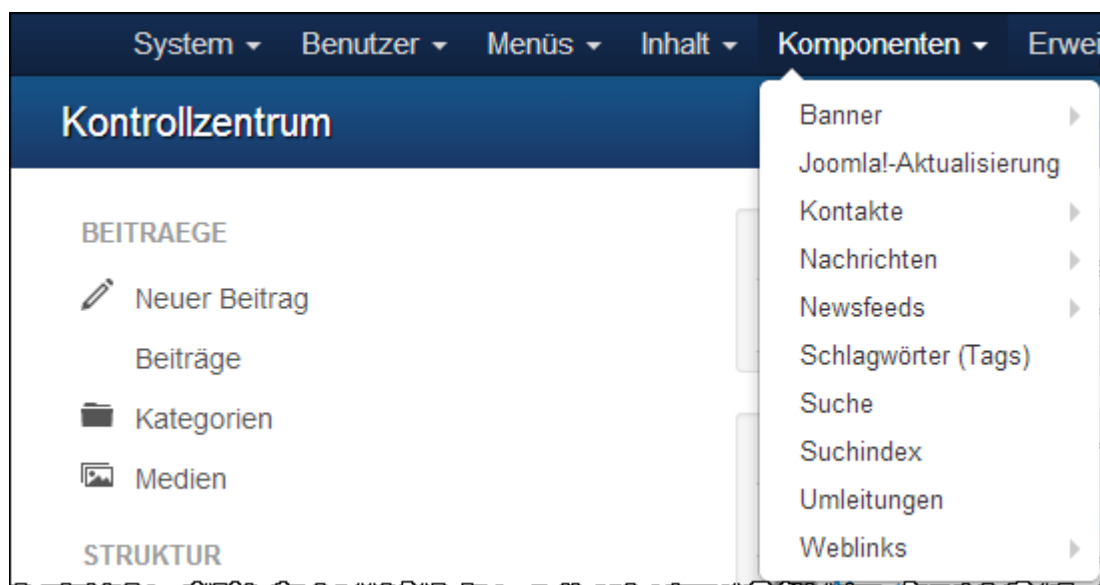 System Benutzer Menüs Inhalt Komponenten Erwei
Kontrollzentrum
BEITRAEGE
Neuer Beitrag
Beiträge
Kategorien
Medien
STRUKTUR
Banner
Joomla!-Aktualisierung
Kontakte
Nachrichten
Newsfeeds
Schlagwörter (Tags)
Suche
Suchindex
Umleitungen
Weblinks